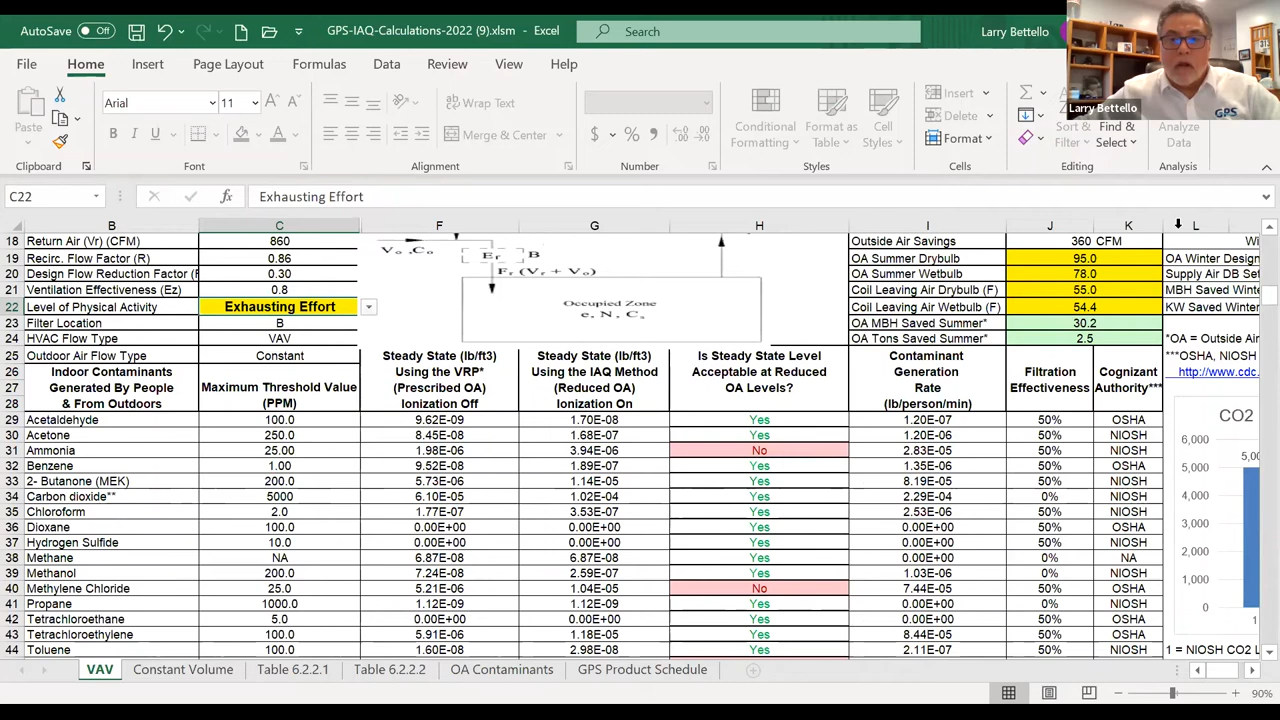 AutoSave Off GPS-IAQ-Calculations-2022 (9).xlsm - Excel Search Larry Bettello
File Home Insert Page Layout Formulas Data Review View Help
Larry Bettello
GPS
Paste
Arial 11
Wrap Text
Merge & Center
$ % 9
Conditional Formatting
Format as Table
Cell Styles
Insert
Delete
Format
Sort & Filter
Find & Select
Analyze Data
Clipboard Font Alignment Number Styles Cells Editing Analysis
C22 fx Exhausting Effort
B C F G H I J K L
18 Return Air (Vr) (CFM) 860 Outside Air Savings 360 CFM Wi
19 Recirc. Flow Factor (R) 0.86 OA Summer Drybulb 95.0 OA Winter Design
20 Design Flow Reduction Factor (F 0.30 OA Summer Wetbulb 78.0 Supply Air DB Set
21 Ventilation Effectiveness (Ez) 0.8 Coil Leaving Air Drybulb (F) 55.0 MBH Saved Winter
22 Level of Physical Activity Exhausting Effort Coil Leaving Air Wetbulb (F) 54.4 KW Saved Winter
23 Filter Location B OA MBH Saved Summer* 30.2
24 HVAC Flow Type VAV OA Tons Saved Summer* 2.5 *OA = Outside Air
Vo,Co
Er B
Fr (Vr + Vo)
Occupied Zone
25 Outdoor Air Flow Type Constant Steady State (lb/ft3) Steady State (lb/ft3) Is Steady State Level Contaminant ***OSHA, NIOSH
26 Indoor Contaminants Using the VRP* Using the IAQ Method Acceptable at Reduced Generation Filtration Cognizant http://www.cdc.
27 Generated By People Maximum Threshold Value (Prescribed OA) (Reduced OA) OA Levels? Rate Effectiveness Authority***
28 & From Outdoors (PPM) Ionization Off Ionization On (lb/person/min)
29 Acetaldehyde 100.0 9.62E-09 1.70E-08 Yes 1.20E-07 50% OSHA
30 Acetone 250.0 8.45E-08 1.68E-07 Yes 1.20E-06 50% NIOSH
31 Ammonia 25.00 1.98E-06 3.94E-06 No 2.83E-05 50% NIOSH
32 Benzene 1.00 9.52E-08 1.89E-07 Yes 1.35E-06 50% OSHA
33 2- Butanone (MEK) 200.0 5.73E-06 1.14E-05 Yes 8.19E-05 50% NIOSH
34 Carbon dioxide** 5000 6.10E-05 1.02E-04 Yes 2.29E-04 0% NIOSH
35 Chloroform 2.0 1.77E-07 3.53E-07 Yes 2.53E-06 50% NIOSH
36 Dioxane 100.0 0.00E+00 0.00E+00 Yes 0.00E+00 50% OSHA
37 Hydrogen Sulfide 10.0 0.00E+00 0.00E+00 Yes 0.00E+00 50% NIOSH
38 Methane NA 6.87E-08 6.87E-08 Yes 0.00E+00 0% NA
39 Methanol 200.0 7.24E-08 2.59E-07 Yes 1.03E-06 0% NIOSH
40 Methylene Chloride 25.0 5.21E-06 1.04E-05 No 7.44E-05 50% OSHA
41 Propane 1000.0 1.12E-09 1.12E-09 Yes 0.00E+00 0% NIOSH
42 Tetrachloroethane 5.0 0.00E+00 0.00E+00 Yes 0.00E+00 50% NIOSH
43 Tetrachloroethylene 100.0 5.91E-06 1.18E-05 Yes 8.44E-05 50% NIOSH
44 Toluene 100.0 1.60E-08 2.98E-08 Yes 2.11E-07 50% NIOSH
CO2
6,000
5,00
5,000
4,000
3,000
2,000
1,000
0
1
1 = NIOSH CO2 L
VAV Constant Volume Table 6.2.2.1 Table 6.2.2.2 OA Contaminants GPS Product Schedule
90%